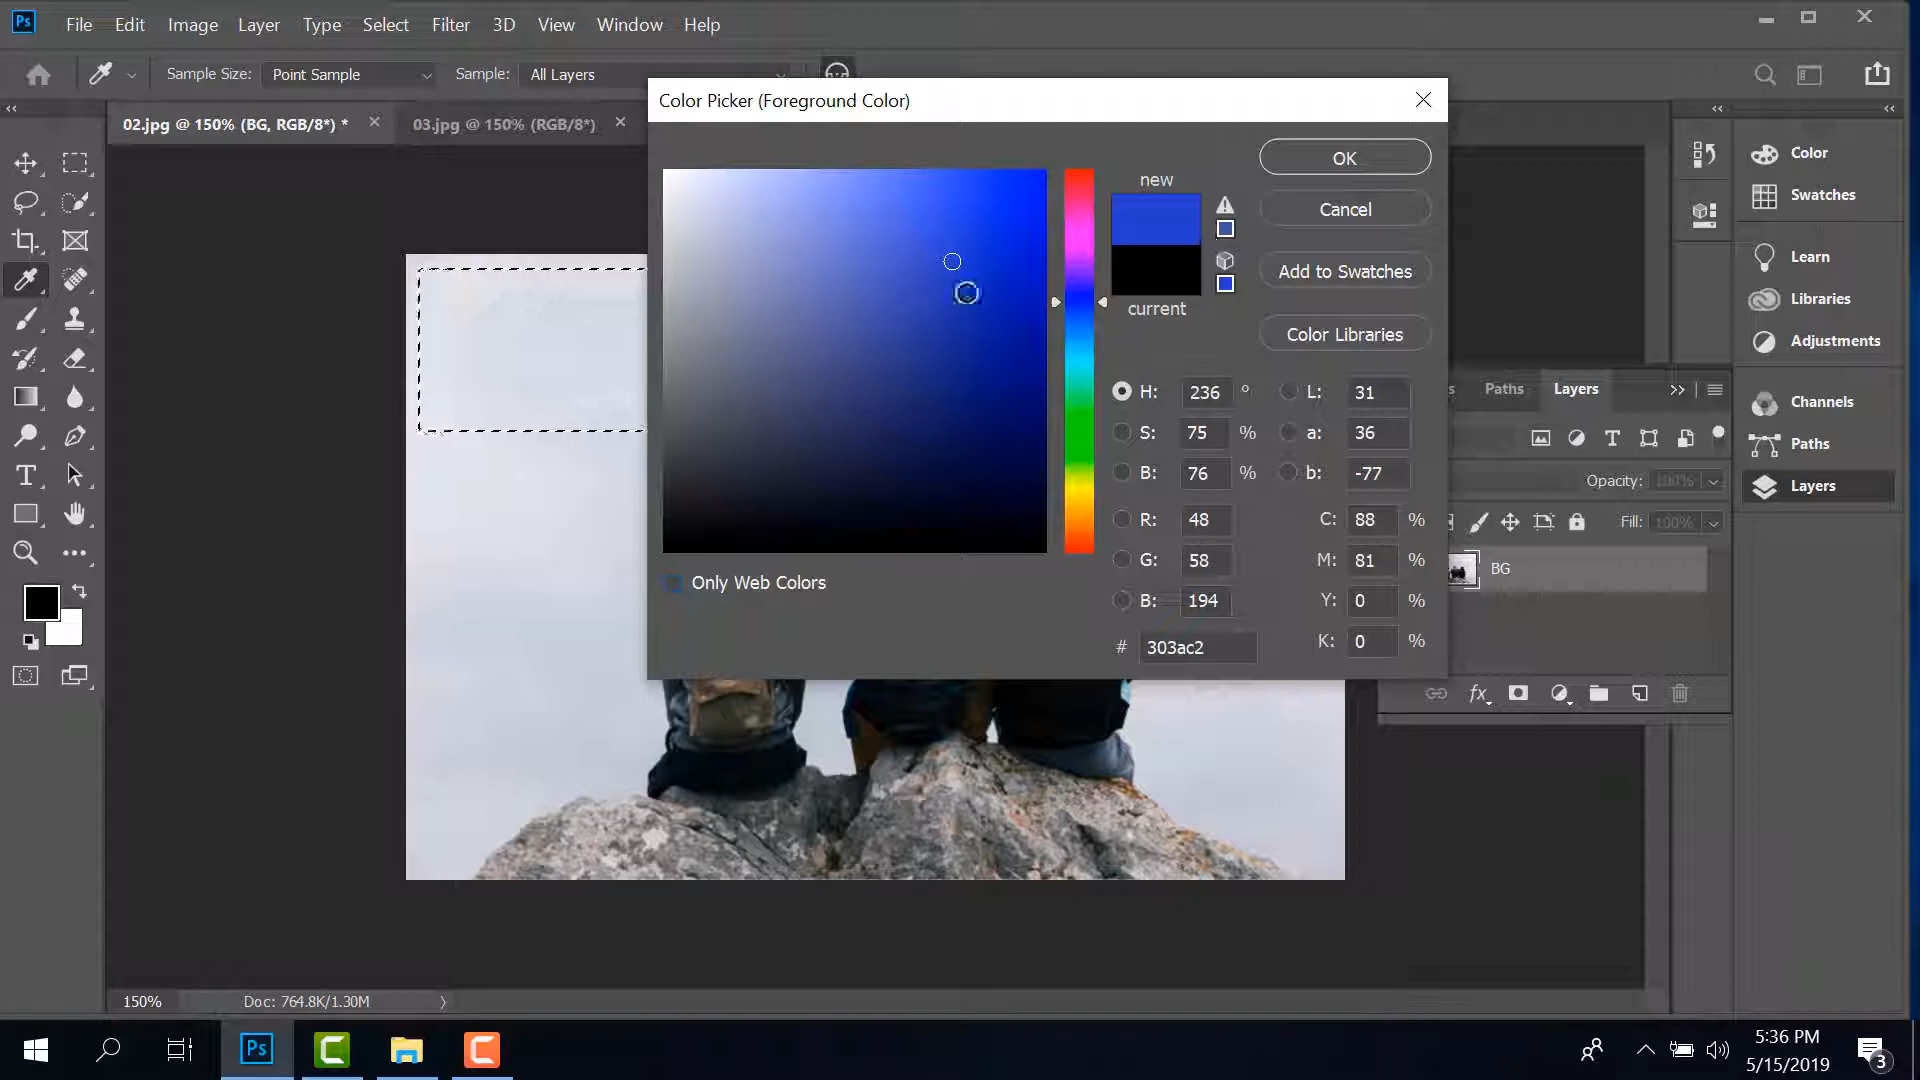 Ps File Edit Image Layer Type Select Filter 3D View Window Help
Sample Size: Point Sample Sample: All Layers
Color Picker (Foreground Color)
02.jpg @ 150% (BG, RGB/8*) *
03.jpg @ 150% (RGB/8*)
new
current
OK
Cancel
Add to Swatches
Color Libraries
H: 236 °
S: 75 %
B: 76 %
R: 48
G: 58
B: 194
# 303ac2
L: 31
a: 36
b: -77
C: 88 %
M: 81 %
Y: 0 %
K: 0 %
Only Web Colors
s Paths Layers
Opacity: 100%
Fill: 100%
BG
fx
Color
Swatches
Learn
Libraries
Adjustments
Channels
Paths
Layers
150% Doc: 764.8K/1.30M
Ps
5:36 PM
5/15/2019
3